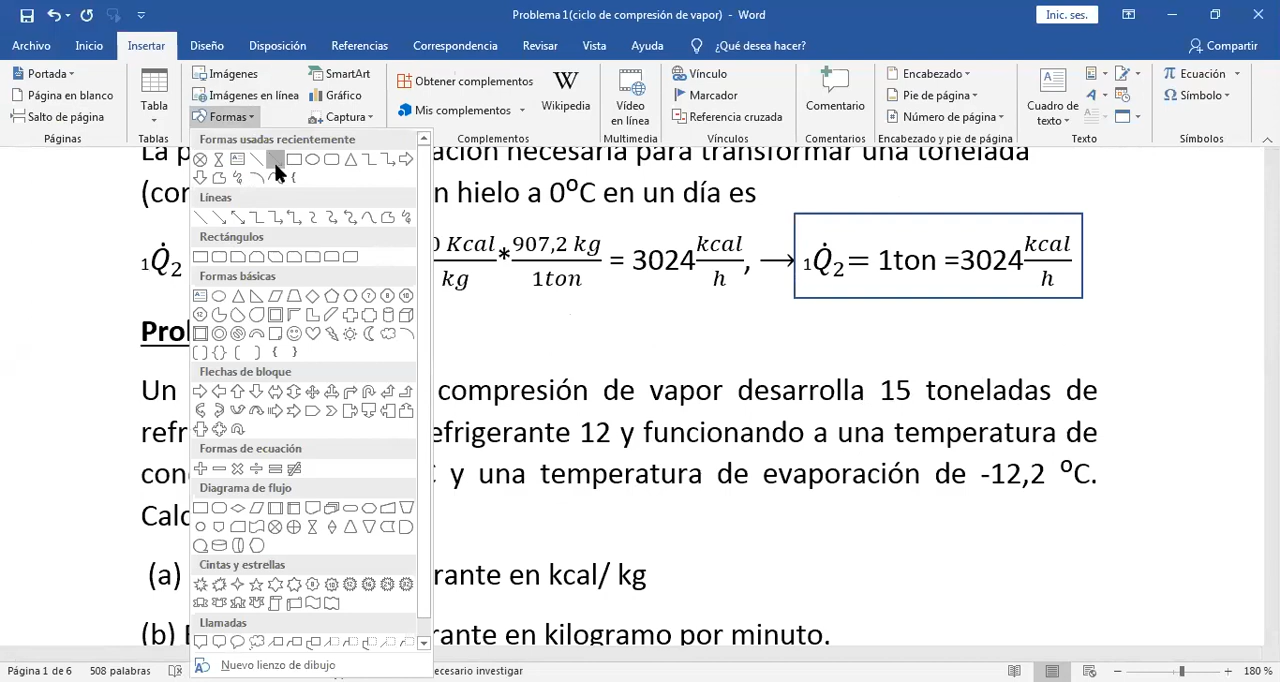 Problema 1(ciclo de compresión de vapor) - Word
Inic. ses.
Archivo Inicio Insertar Diseño Disposición Referencias Correspondencia Revisar Vista Ayuda ¿Qué desea hacer? Compartir
Portada Página en blanco Salto de página Páginas
Tabla Tablas
Imágenes Imágenes en línea Formas SmartArt Gráfico Captura
Obtener complementos Mis complementos Wikipedia Complementos
Vídeo en línea Multimedia
Vínculo Marcador Referencia cruzada Vínculos
Comentario Comentarios
Encabezado Pie de página Número de página Encabezado y pie de página
Cuadro de texto Texto
Ecuación Símbolo Símbolos
Formas usadas recientemente
Líneas
Rectángulos
Formas básicas
Flechas de bloque
Formas de ecuación
Diagrama de flujo
Cintas y estrellas
Llamadas
Nuevo lienzo de dibujo
La p ación necesaria para transformar una tonelada
(cor n hielo a 0⁰C en un día es
₁Q̇₂ 0 Kcal/kg * 907,2 kg/1ton = 3024 kcal/h, ⟶ ₁Q̇₂ = 1ton =3024 kcal/h
Prol
Un compresión de vapor desarrolla 15 toneladas de
refri efrigerante 12 y funcionando a una temperatura de
con C y una temperatura de evaporación de -12,2 ⁰C.
Calc
(a) rante en kcal/ kg
(b) E rante en kilogramo por minuto.
Página 1 de 6 508 palabras ecesario investigar 180 %